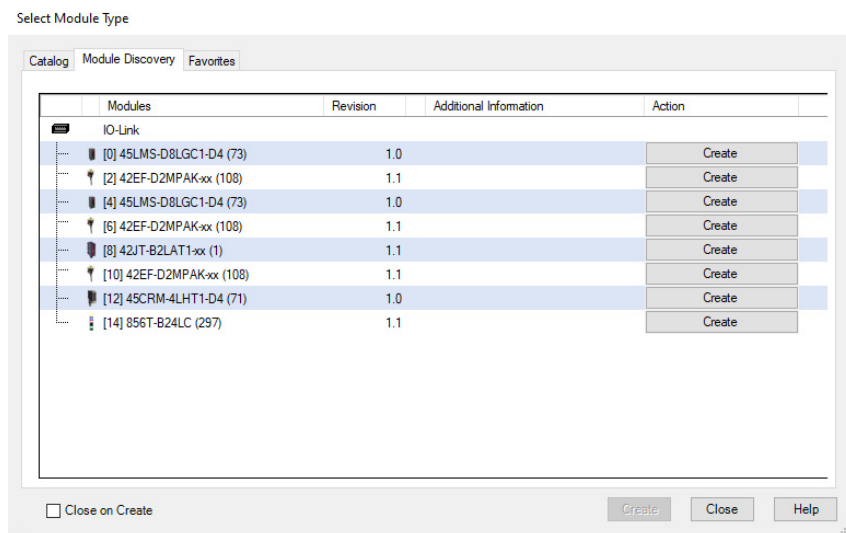 Select Module Type
Catalog Module Discovery Favorites
Modules Revision Additional Information Action
IO-Link
[0] 45LMS-D8LGC1-D4 (73) 1.0 Create
[2] 42EF-D2MPAK-xx (108) 1.1 Create
[4] 45LMS-D8LGC1-D4 (73) 1.0 Create
[6] 42EF-D2MPAK-xx (108) 1.1 Create
[8] 42JT-B2LAT1-xx (1) 1.1 Create
[10] 42EF-D2MPAK-xx (108) 1.1 Create
[12] 45CRM-4LHT1-D4 (71) 1.0 Create
[14] 856T-B24LC (297) 1.1 Create
Close on Create Create Close Help